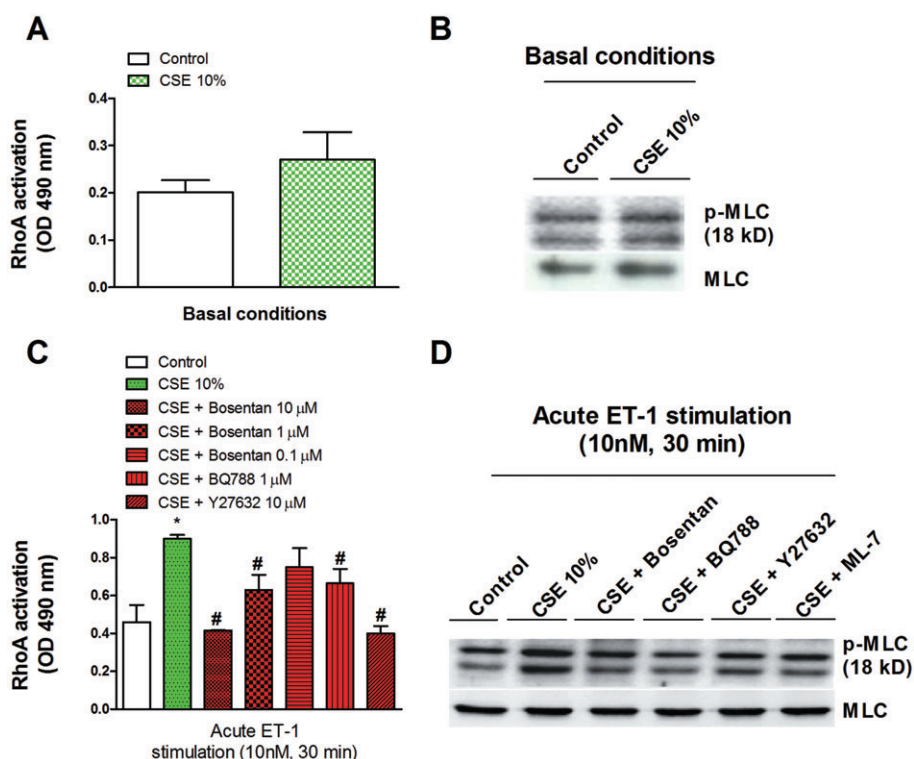 A
Control
CSE 10%
RhoA activation
(OD 490 nm)
0.4
0.3
0.2
0.1
0.0
Basal conditions
B
Basal conditions
Control
CSE 10%
p-MLC
(18 kD)
MLC
C
Control
CSE 10%
CSE + Bosentan 10 μM
CSE + Bosentan 1 μM
CSE + Bosentan 0.1 μM
CSE + BQ788 1 μM
CSE + Y27632 10 μM
RhoA activation
(OD 490 nm)
1.0
0.8
0.6
0.4
0.2
0.0
*
#
#
#
#
Acute ET-1
stimulation (10nM, 30 min)
D
Acute ET-1 stimulation
(10nM, 30 min)
Control
CSE 10%
CSE + Bosentan
CSE + BQ788
CSE + Y27632
CSE + ML-7
p-MLC
(18 kD)
MLC